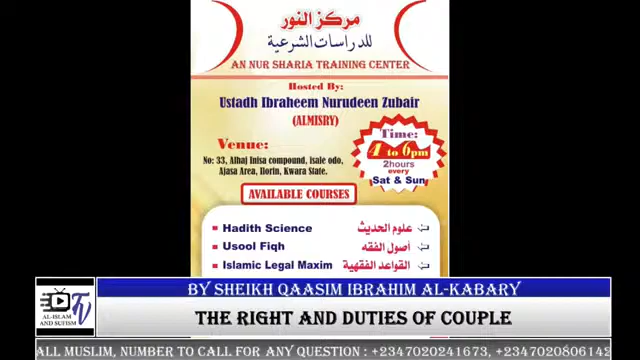 مركز النور
للدراسات الشرعية
AN NUR SHARIA TRAINING CENTER
Hosted By:
Ustadh Ibraheem Nurudeen Zubair
(ALMISRY)
Venue:
No: 33, Alhaj Inisa compound, isale odo,
Ajasa Area, Ilorin, Kwara State.
Time:
4 to 6pm
2hours
every
Sat & Sun
AVAILABLE COURSES
Hadith Science علوم الحديث
Usool Fiqh أصول الفقه
Islamic Legal Maxim القواعد الفقهية
TV
AL-ISLAM
AND SUFISM
BY SHEIKH QAASIM IBRAHIM AL-KABARY
THE RIGHT AND DUTIES OF COUPLE
ALL MUSLIM, NUMBER TO CALL FOR ANY QUESTION : +2347020241673, +2347020806142